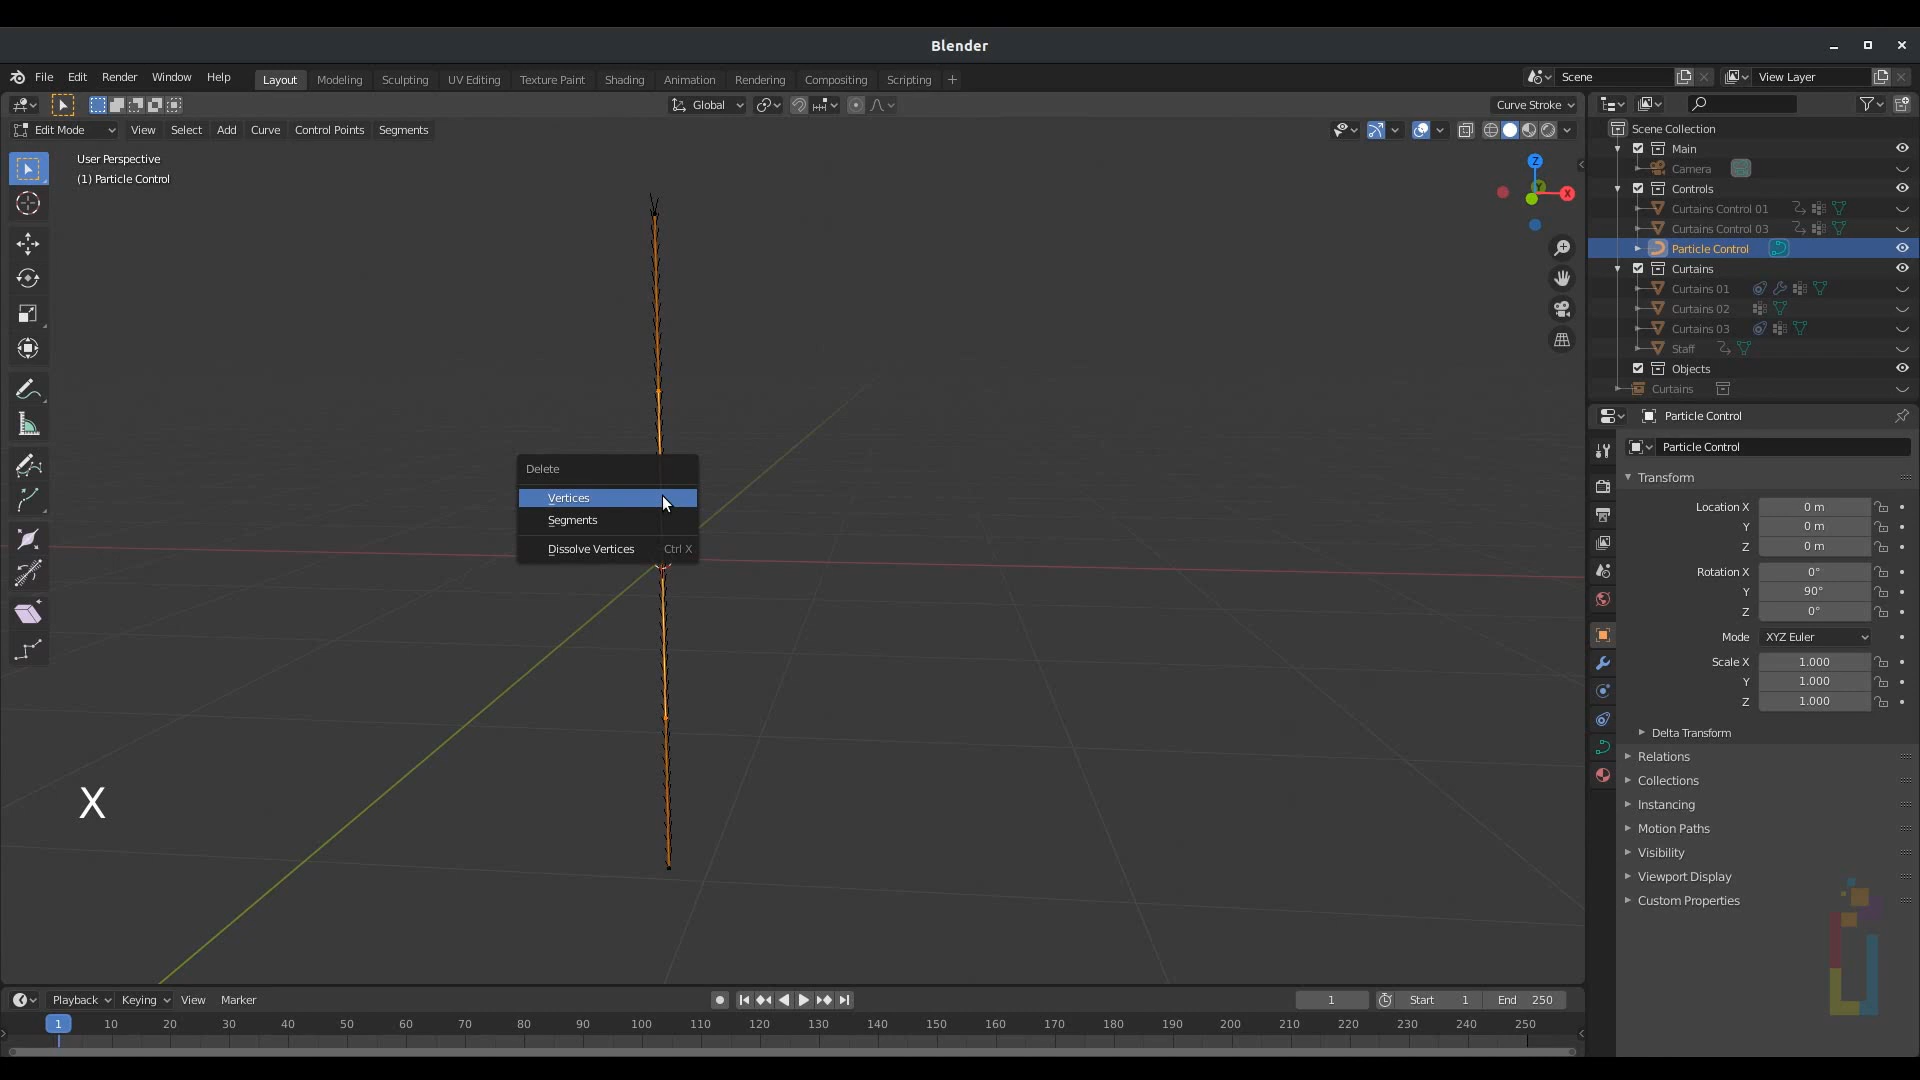 Blender
File Edit Render Window Help
Layout Modeling Sculpting UV Editing Texture Paint Shading Animation Rendering Compositing Scripting +
Scene
View Layer
Global
Curve Stroke
Edit Mode View Select Add Curve Control Points Segments
User Perspective
(1) Particle Control
Z
Y
X
Delete
Vertices
Segments
Dissolve Vertices Ctrl X
X
Scene Collection
Main
Camera
Controls
Curtains Control 01
Curtains Control 03
Particle Control
Curtains
Curtains 01
Curtains 02
Curtains 03
Staff
Objects
Curtains
Particle Control
Particle Control
Transform
Location X 0 m
Y 0 m
Z 0 m
Rotation X 0°
Y 90°
Z 0°
Mode XYZ Euler
Scale X 1.000
Y 1.000
Z 1.000
Delta Transform
Relations
Collections
Instancing
Motion Paths
Visibility
Viewport Display
Custom Properties
Playback Keying View Marker
1 Start 1 End 250
1 10 20 30 40 50 60 70 80 90 100 110 120 130 140 150 160 170 180 190 200 210 220 230 240 250